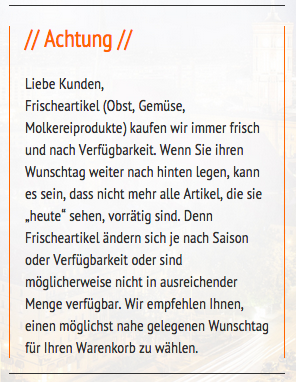 // Achtung //
Liebe Kunden,
Frischeartikel (Obst, Gemüse,
Molkereiprodukte) kaufen wir immer frisch
und nach Verfügbarkeit. Wenn Sie ihren
Wunschtag weiter nach hinten legen, kann
es sein, dass nicht mehr alle Artikel, die sie
„heute“ sehen, vorrätig sind. Denn
Frischeartikel ändern sich je nach Saison
oder Verfügbarkeit oder sind
möglicherweise nicht in ausreichender
Menge verfügbar. Wir empfehlen Ihnen,
einen möglichst nahe gelegenen Wunschtag
für Ihren Warenkorb zu wählen.